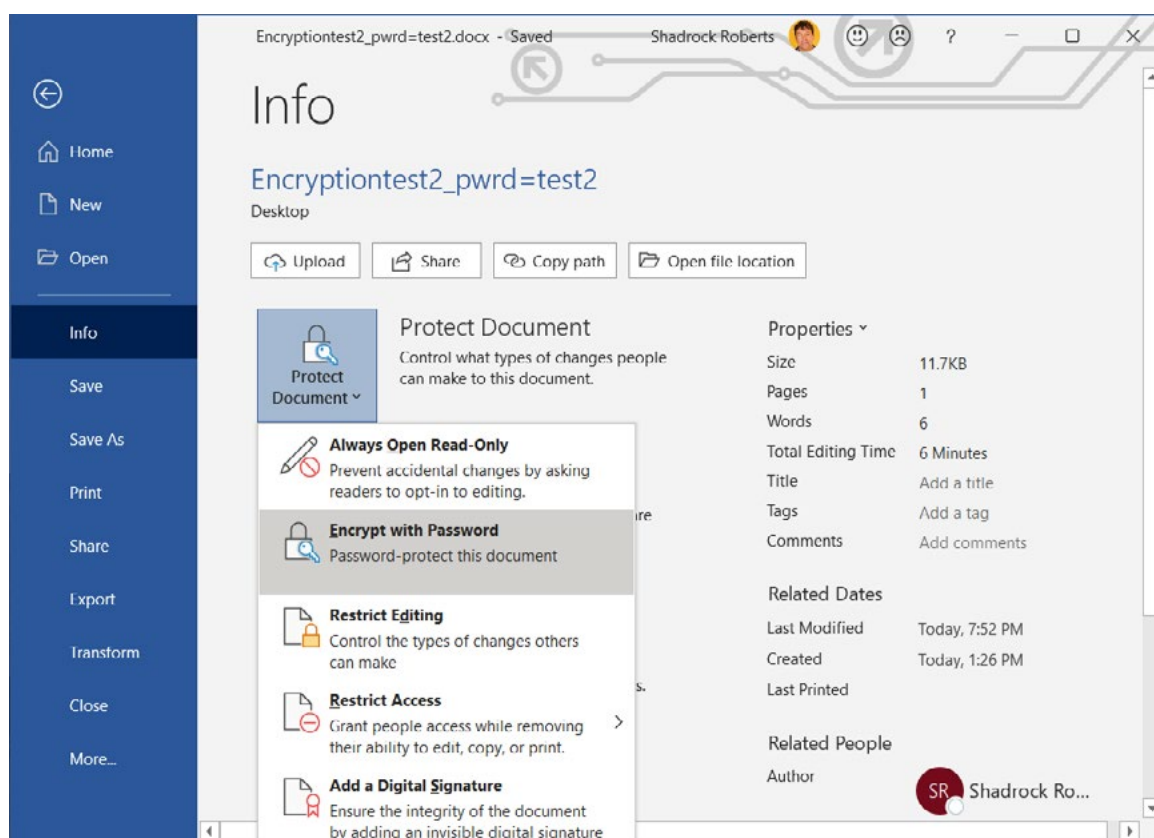 Encryptiontest2_pwrd=test2.docx - Saved
Shadrock Roberts
?
Info
Home
New
Open
Info
Save
Save As
Print
Share
Export
Transform
Close
More...
Encryptiontest2_pwrd=test2
Desktop
Upload
Share
Copy path
Open file location
Protect
Document
Protect Document
Control what types of changes people
can make to this document.
Always Open Read-Only
Prevent accidental changes by asking
readers to opt-in to editing.
Encrypt with Password
Password-protect this document
Restrict Editing
Control the types of changes others
can make
Restrict Access
Grant people access while removing
their ability to edit, copy, or print.
Add a Digital Signature
Ensure the integrity of the document
by adding an invisible digital signature
Properties
Size 11.7KB
Pages 1
Words 6
Total Editing Time 6 Minutes
Title Add a title
Tags Add a tag
Comments Add comments
Related Dates
Last Modified Today, 7:52 PM
Created Today, 1:26 PM
Last Printed
Related People
Author
SR Shadrock Ro...